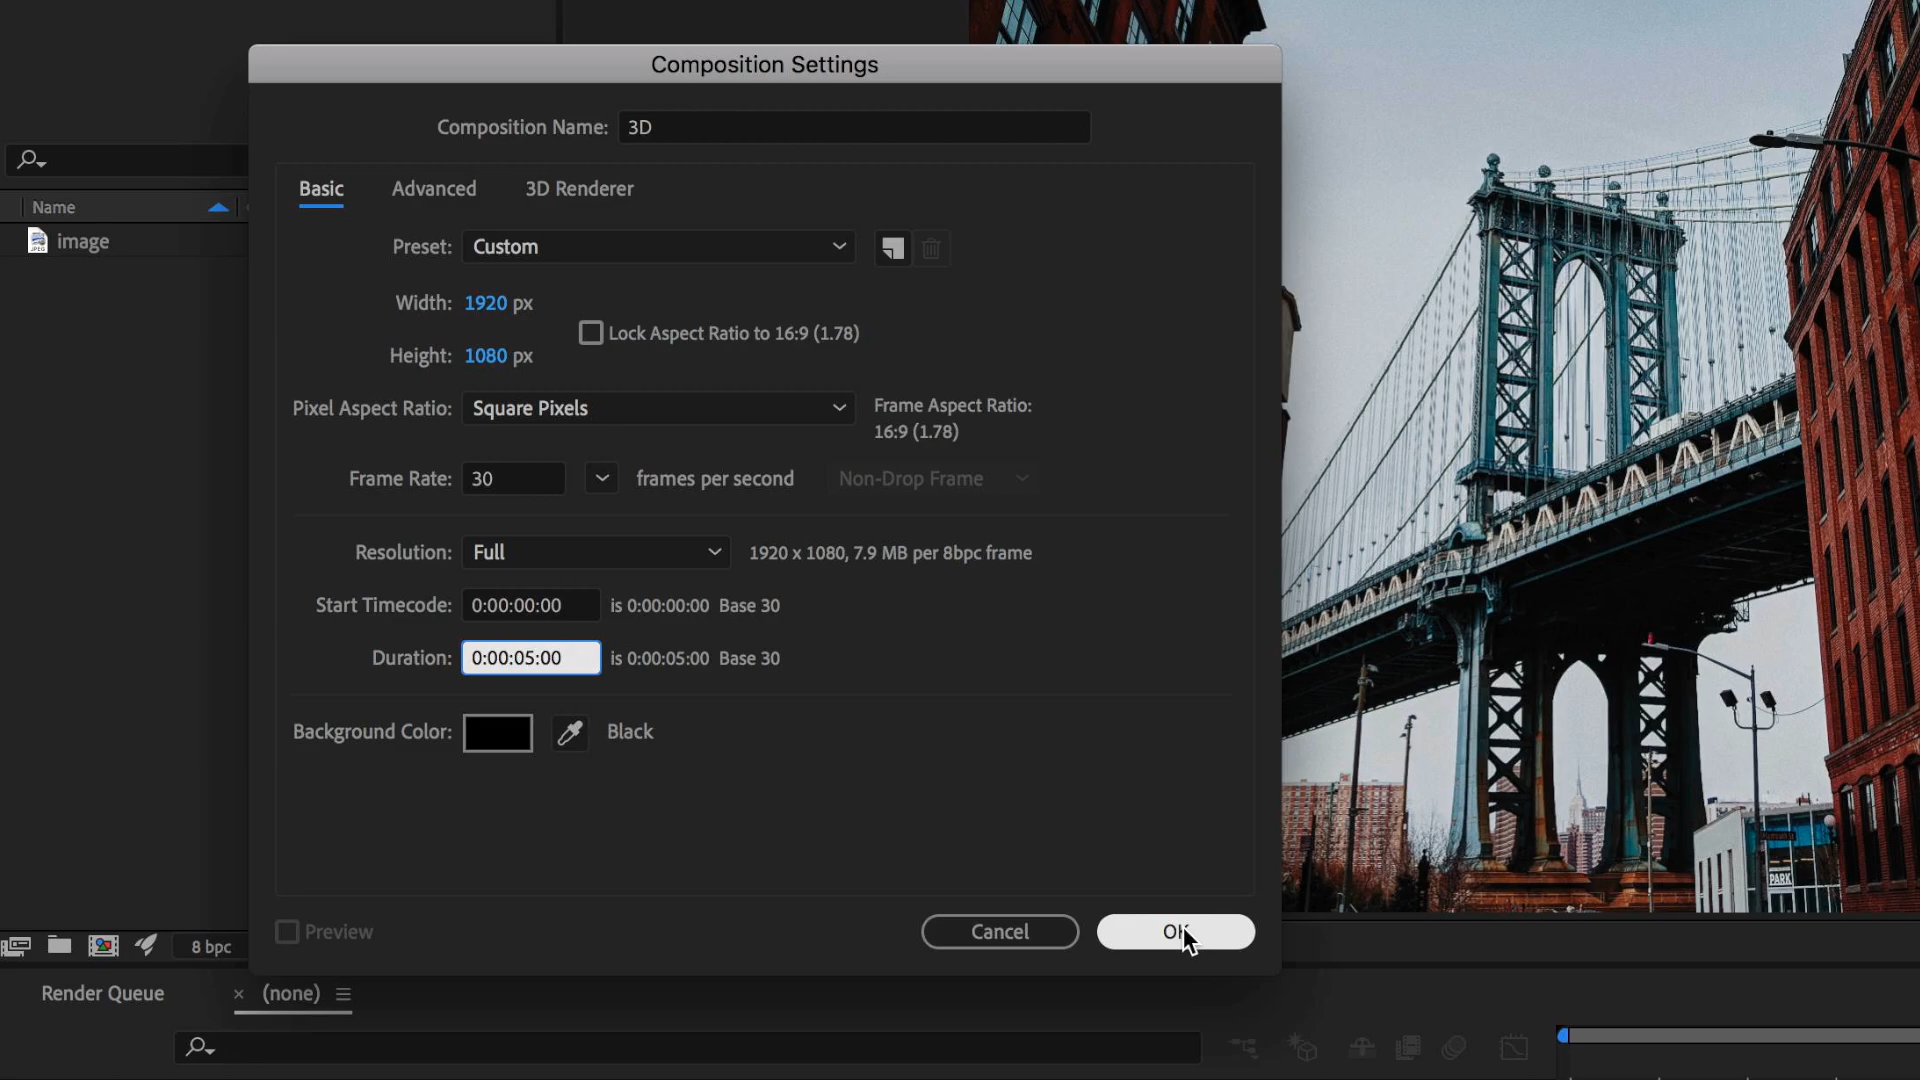 Composition Settings
Composition Name: 3D
Basic Advanced 3D Renderer
Name
image
Preset: Custom
Width: 1920 px
Lock Aspect Ratio to 16:9 (1.78)
Height: 1080 px
Pixel Aspect Ratio: Square Pixels
Frame Aspect Ratio:
16:9 (1.78)
Frame Rate: 30 frames per second Non-Drop Frame
Resolution: Full 1920 x 1080, 7.9 MB per 8bpc frame
Start Timecode: 0:00:00:00 is 0:00:00:00 Base 30
Duration: 0:00:05:00 is 0:00:05:00 Base 30
Background Color: Black
PARK
Preview Cancel OK
8 bpc
Render Queue × (none)